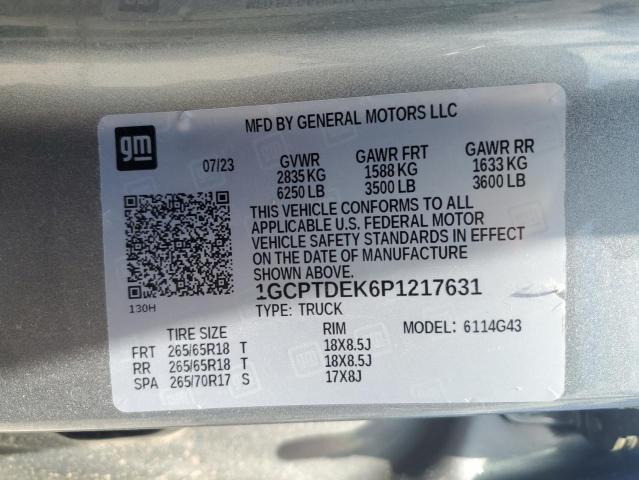 MFD BY GENERAL MOTORS LLC
gm
07/23 GVWR GAWR FRT GAWR RR
2835 KG 1588 KG 1633 KG
6250 LB 3500 LB 3600 LB
THIS VEHICLE CONFORMS TO ALL
APPLICABLE U.S. FEDERAL MOTOR
VEHICLE SAFETY STANDARDS IN EFFECT
ON THE DATE OF MANUFACTURE
SHOWN ABOVE.
130H
1GCPTDEK6P1217631
TYPE: TRUCK
TIRE SIZE RIM MODEL: 6114G43
FRT 265/65R18 T 18X8.5J
RR 265/65R18 T 18X8.5J
SPA 265/70R17 S 17X8J